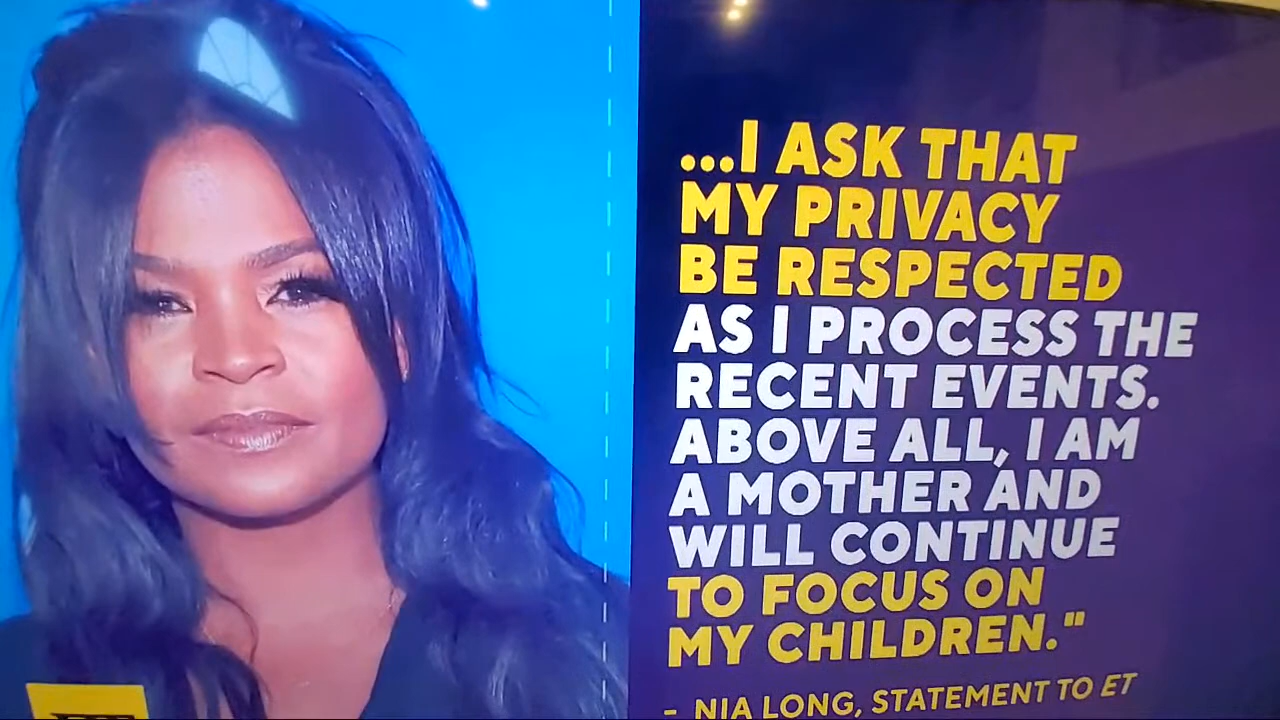 ...I ASK THAT
MY PRIVACY
BE RESPECTED
AS I PROCESS THE
RECENT EVENTS.
ABOVE ALL, I AM
A MOTHER AND
WILL CONTINUE
TO FOCUS ON
MY CHILDREN."
- NIA LONG, STATEMENT TO ET